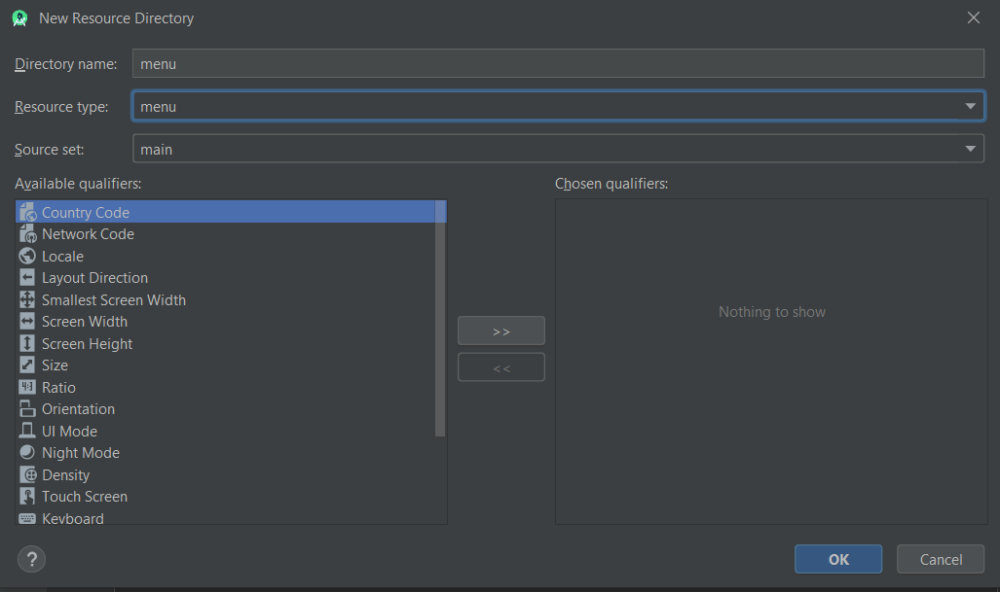 New Resource Directory
Directory name: menu
Resource type: menu
Source set: main
Available qualifiers:
Chosen qualifiers:
Country Code
Network Code
Locale
Layout Direction
Smallest Screen Width
Screen Width
Screen Height
Size
Ratio
Orientation
UI Mode
Night Mode
Density
Touch Screen
Keyboard
>>
<<
Nothing to show
?
OK
Cancel